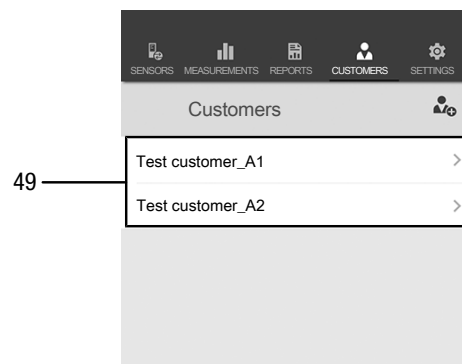 SENSORS MEASUREMENTS REPORTS CUSTOMERS SETTINGS
Customers
Test customer_A1
49
Test customer_A2